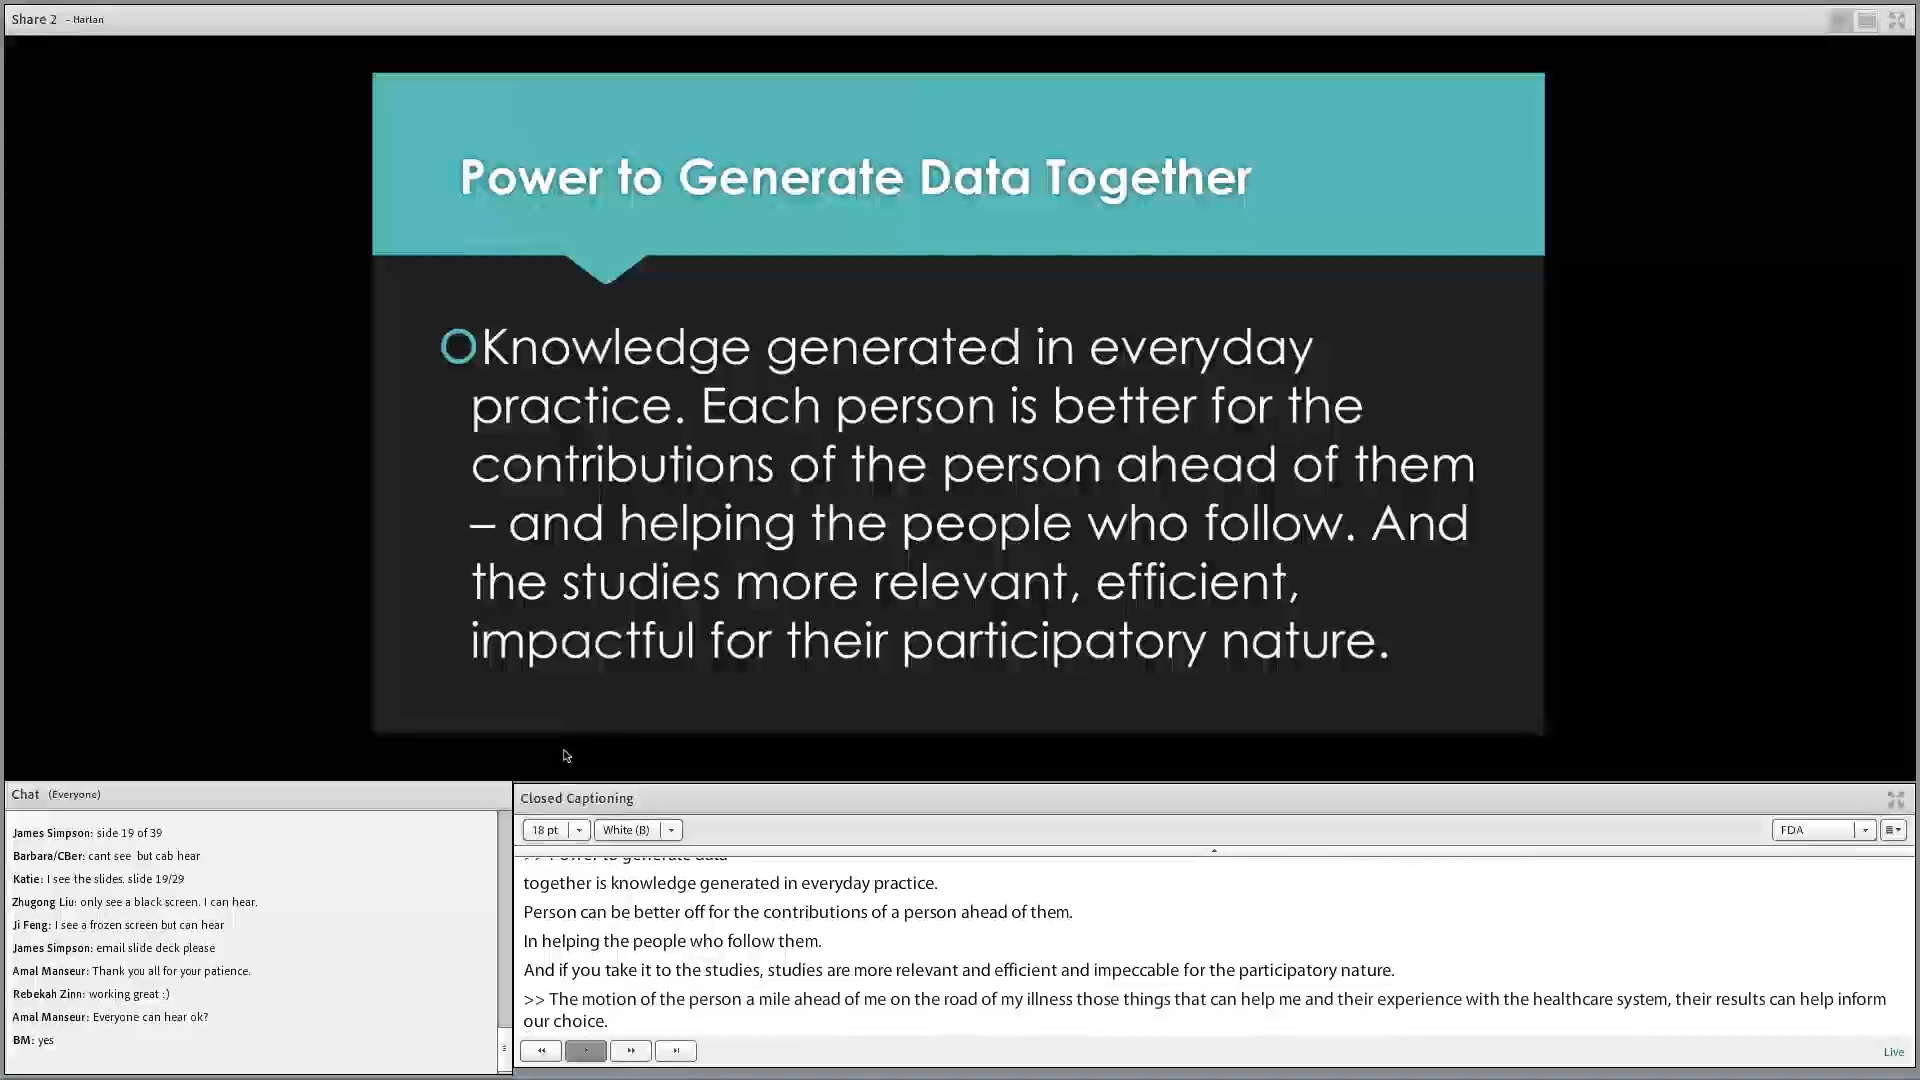 Share 2 - Harlan
Power to Generate Data Together
Knowledge generated in everyday
practice. Each person is better for the
contributions of the person ahead of them
– and helping the people who follow. And
the studies more relevant, efficient,
impactful for their participatory nature.
Chat (Everyone)
James Simpson: side 19 of 39
Barbara/CBer: cant see but cab hear
Katie: I see the slides. slide 19/29
Zhugong Liu: only see a black screen. I can hear.
Ji Feng: I see a frozen screen but can hear
James Simpson: email slide deck please
Amal Manseur: Thank you all for your patience.
Rebekah Zinn: working great :)
Amal Manseur: Everyone can hear ok?
BM: yes
Closed Captioning
18 pt White (B) FDA
>> Power to generate data
together is knowledge generated in everyday practice.
Person can be better off for the contributions of a person ahead of them.
In helping the people who follow them.
And if you take it to the studies, studies are more relevant and efficient and impeccable for the participatory nature.
>> The motion of the person a mile ahead of me on the road of my illness those things that can help me and their experience with the healthcare system, their results can help inform
our choice.
Live